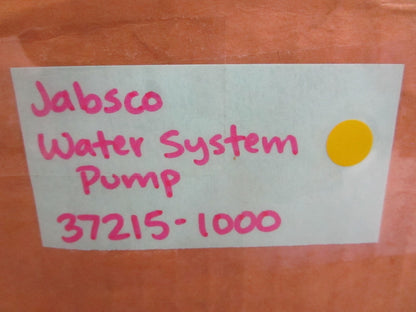 Jabsco
Water System
Pump
37215-1000